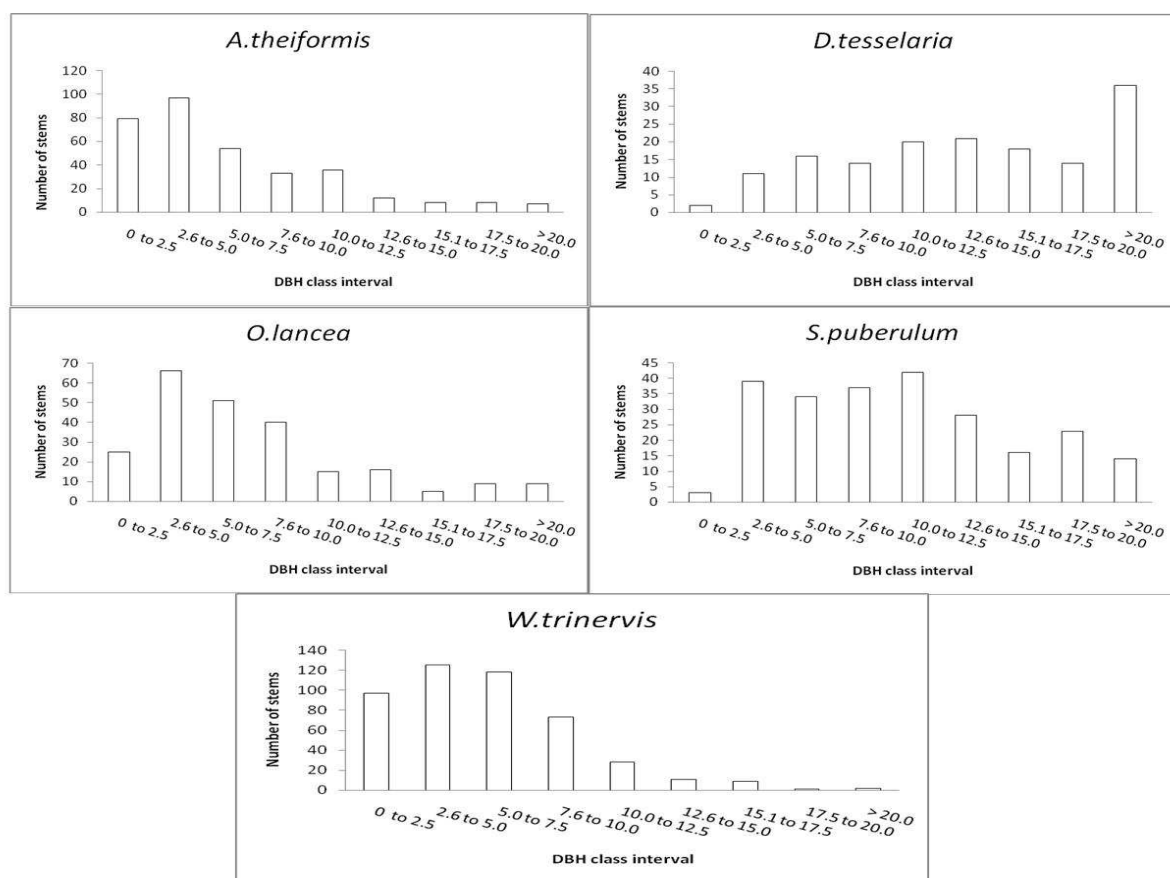 A.theiformis
Number of stems
120
100
80
60
40
20
0
0 to 2.5
2.6 to 5.0
5.0 to 7.5
7.6 to 10.0
10.0 to 12.5
12.6 to 15.0
15.1 to 17.5
17.5 to 20.0
> 20.0
DBH class interval
D.tesselaria
Number of stems
40
35
30
25
20
15
10
5
0
0 to 2.5
2.6 to 5.0
5.0 to 7.5
7.6 to 10.0
10.0 to 12.5
12.6 to 15.0
15.1 to 17.5
17.5 to 20.0
> 20.0
DBH class interval
O.lancea
Number of stems
70
60
50
40
30
20
10
0
0 to 2.5
2.6 to 5.0
5.0 to 7.5
7.6 to 10.0
10.0 to 12.5
12.6 to 15.0
15.1 to 17.5
17.5 to 20.0
> 20.0
DBH class interval
S.puberulum
Number of stems
45
40
35
30
25
20
15
10
5
0
0 to 2.5
2.6 to 5.0
5.0 to 7.5
7.6 to 10.0
10.0 to 12.5
12.6 to 15.0
15.1 to 17.5
17.5 to 20.0
> 20.0
DBH class interval
W.trinervis
Number of stems
140
120
100
80
60
40
20
0
0 to 2.5
2.6 to 5.0
5.0 to 7.5
7.6 to 10.0
10.0 to 12.5
12.6 to 15.0
15.1 to 17.5
17.5 to 20.0
> 20.0
DBH class interval